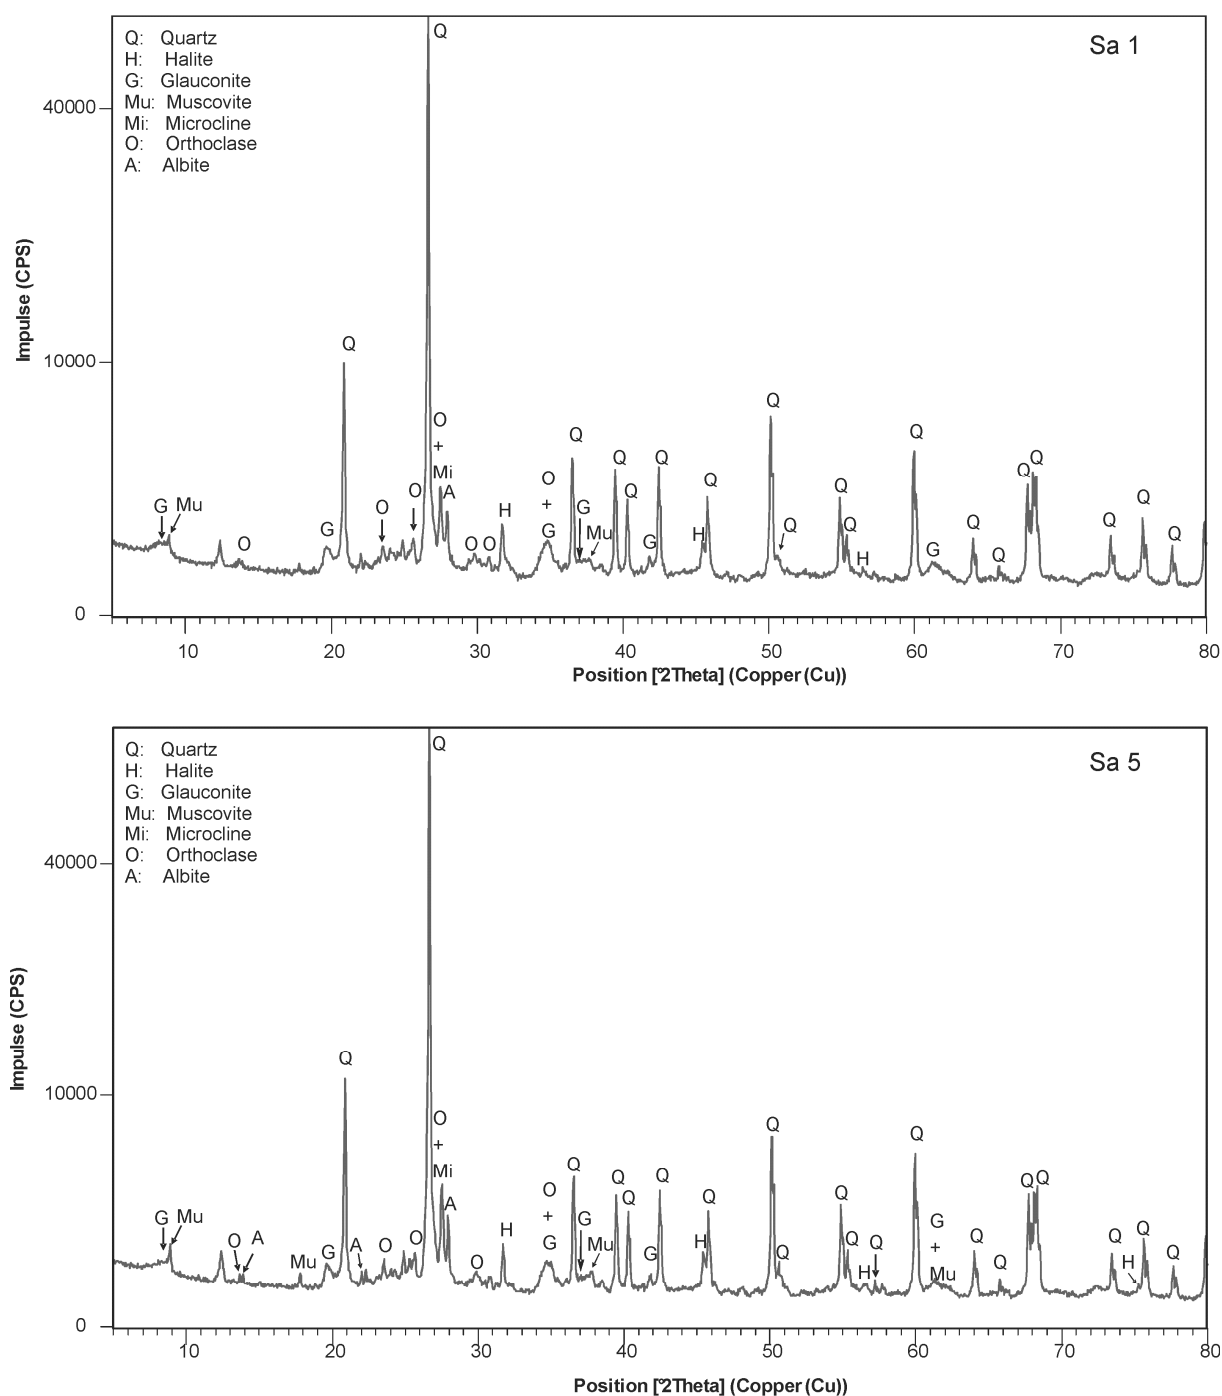 Q: Quartz
H: Halite
G: Glauconite
Mu: Muscovite
Mi: Microcline
O: Orthoclase
A: Albite
Sa 1
Impulse (CPS)
40000
10000
0
Q
Q
O
+
Mi
A
G
Mu
O
G
O
O
O
O
H
O
+
G
Q
G
Mu
Q
Q
G
Q
H
Q
Q
Q
Q
Q
H
Q
G
Q
Q
Q
Q
Q
Q
Q
10
20
30
40
50
60
70
80
Position [°2Theta] (Copper (Cu))
Q: Quartz
H: Halite
G: Glauconite
Mu: Muscovite
Mi: Microcline
O: Orthoclase
A: Albite
Sa 5
Impulse (CPS)
40000
10000
0
Q
Q
O
+
Mi
A
G
Mu
O
A
Mu
G
A
O
O
O
H
O
+
G
Q
G
Mu
Q
Q
G
Q
H
Q
Q
Q
Q
Q
H
Q
Q
G
+
Mu
Q
Q
Q
Q
Q
H
Q
Q
10
20
30
40
50
60
70
80
Position [°2Theta] (Copper (Cu))